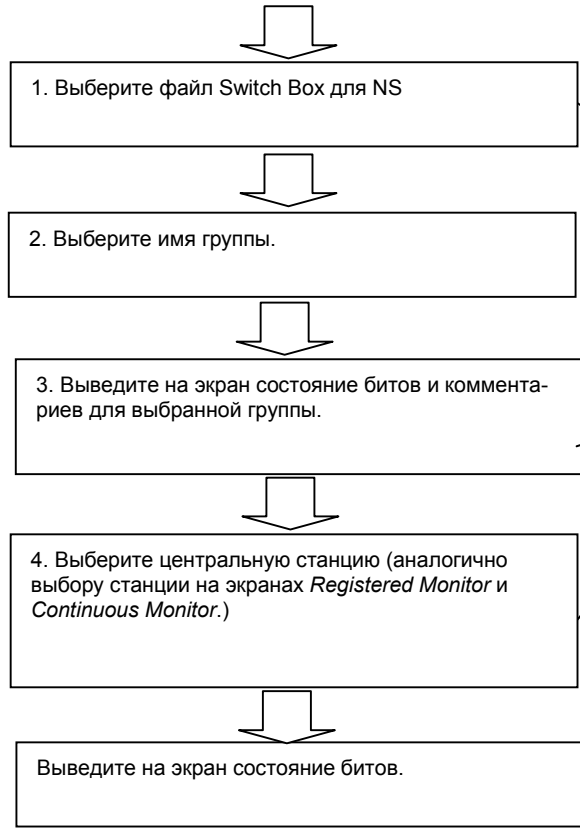 1. Выберите файл Switch Box для NS
2. Выберите имя группы.
3. Выведите на экран состояние битов и коммента-
риев для выбранной группы.
4. Выберите центральную станцию (аналогично
выбору станции на экранах Registered Monitor и
Continuous Monitor.)
Выведите на экран состояние битов.